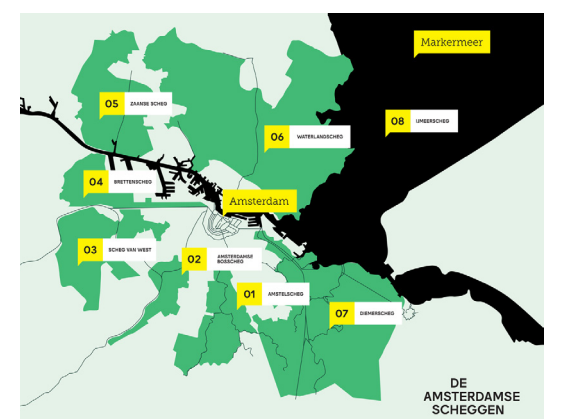 Markermeer
05 ZAANSE SCHEG
08 IJMEERSCHEG
06 WATERLANDSCHEG
04 BRETTENSCHEG
Amsterdam
03 SCHEG VAN WEST
02 AMSTERDAMSE
BOSSCHEG
01 AMSTELSCHEG
07 DIEMERSCHEG
DE
AMSTERDAMSE
SCHEGGEN